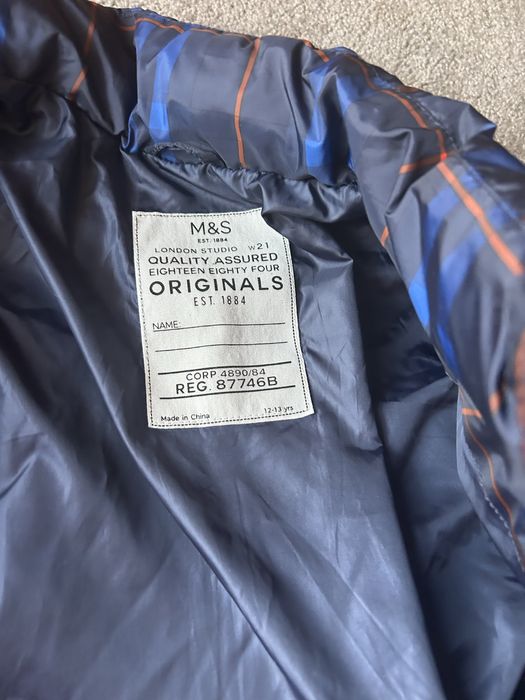 M&S
EST. 1884
LONDON STUDIO W21
QUALITY ASSURED
EIGHTEEN EIGHTY FOUR
ORIGINALS
EST. 1884
NAME:
CORP 4890/84
REG. 87746B
Made in China 12-13 yrs